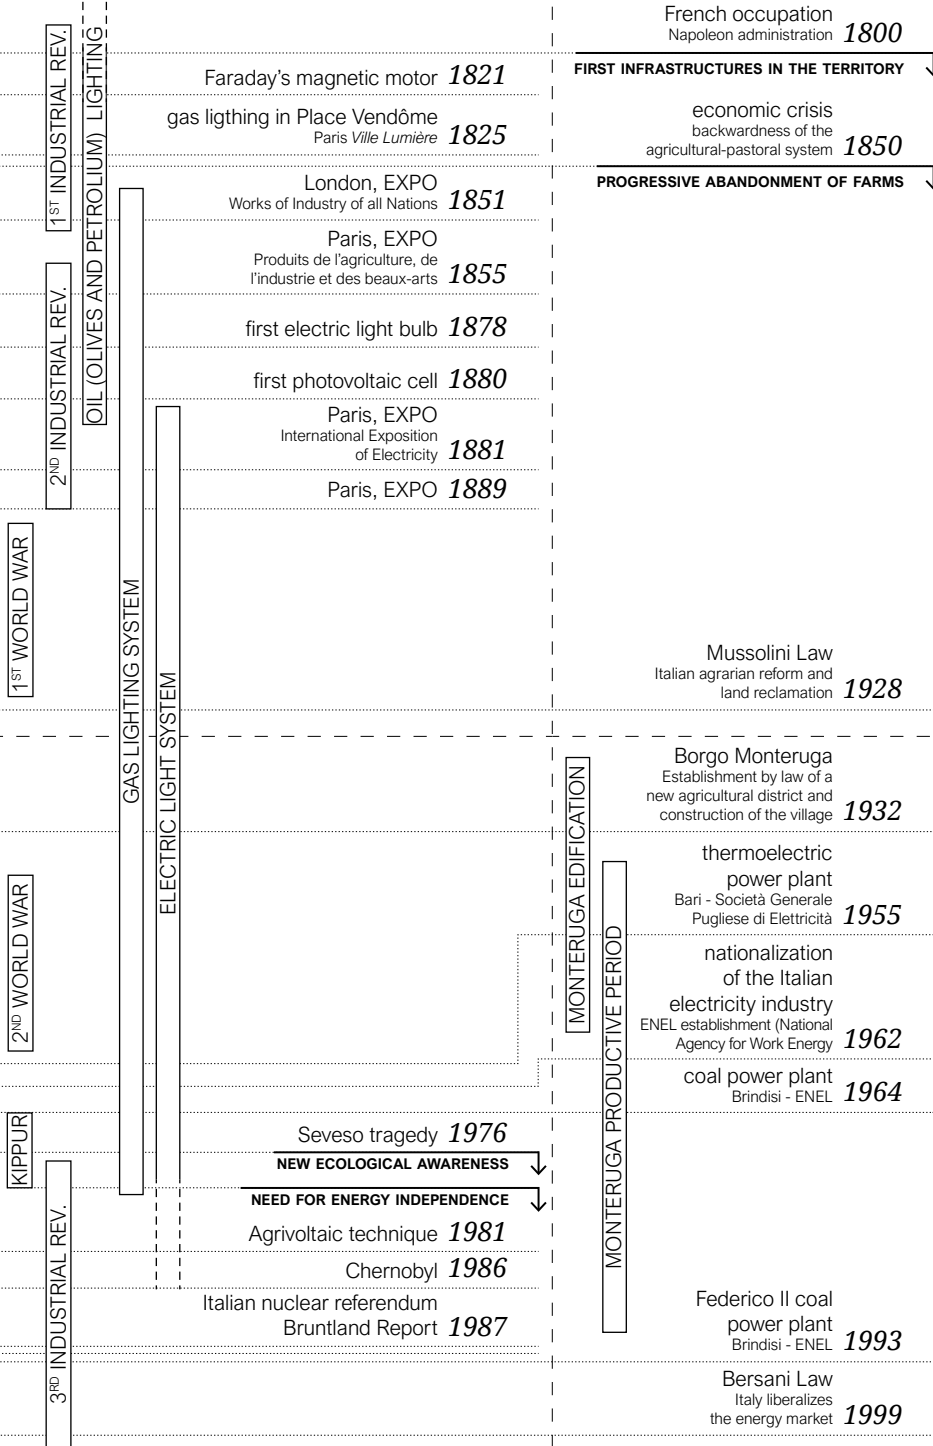 1ST INDUSTRIAL REV.
2ND INDUSTRIAL REV.
1ST WORLD WAR
2ND WORLD WAR
KIPPUR
3RD INDUSTRIAL REV.
OIL (OLIVES AND PETROLIUM) LIGHTING
GAS LIGHTING SYSTEM
ELECTRIC LIGHT SYSTEM
Faraday's magnetic motor 1821
gas ligthing in Place Vendôme
Paris Ville Lumière 1825
London, EXPO
Works of Industry of all Nations 1851
Paris, EXPO
Produits de l'agriculture, de
l'industrie et des beaux-arts 1855
first electric light bulb 1878
first photovoltaic cell 1880
Paris, EXPO
International Exposition
of Electricity 1881
Paris, EXPO 1889
Seveso tragedy 1976
NEW ECOLOGICAL AWARENESS
NEED FOR ENERGY INDEPENDENCE
Agrivoltaic technique 1981
Chernobyl 1986
Italian nuclear referendum
Bruntland Report 1987
French occupation
Napoleon administration 1800
FIRST INFRASTRUCTURES IN THE TERRITORY
economic crisis
backwardness of the
agricultural-pastoral system 1850
PROGRESSIVE ABANDONMENT OF FARMS
Mussolini Law
Italian agrarian reform and
land reclamation 1928
MONTERUGA EDIFICATION
MONTERUGA PRODUCTIVE PERIOD
Borgo Monteruga
Establishment by law of a
new agricultural district and
construction of the village 1932
thermoelectric
power plant
Bari - Società Generale
Pugliese di Elettricità 1955
nationalization
of the Italian
electricity industry
ENEL establishment (National
Agency for Work Energy 1962
coal power plant
Brindisi - ENEL 1964
Federico II coal
power plant
Brindisi - ENEL 1993
Bersani Law
Italy liberalizes
the energy market 1999